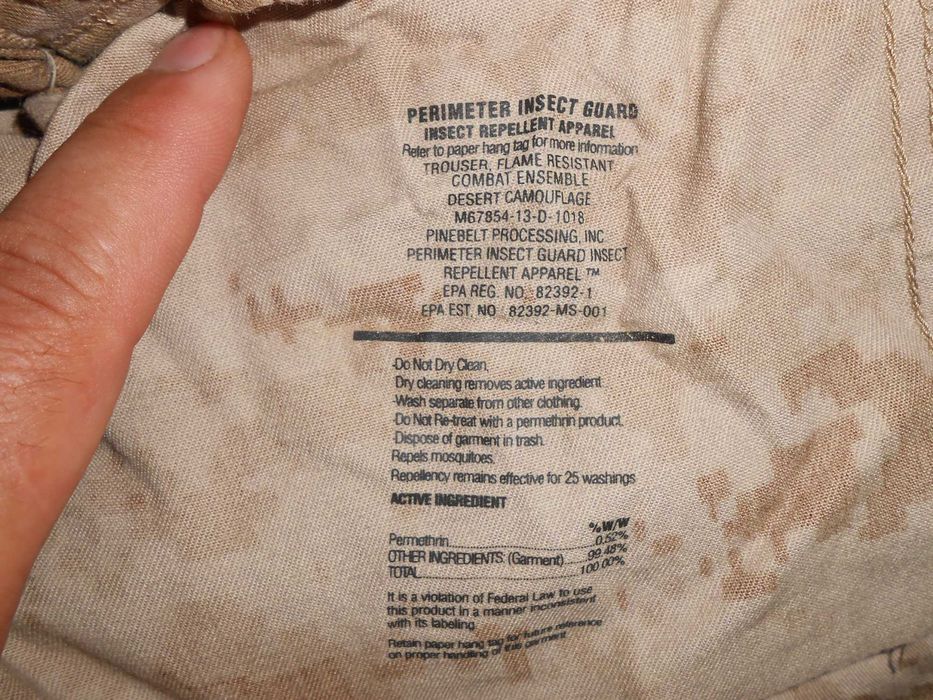 PERIMETER INSECT GUARD
INSECT REPELLENT APPAREL
Refer to paper hang tag for more information
TROUSER, FLAME RESISTANT
COMBAT ENSEMBLE
DESERT CAMOUFLAGE
M67854-13-D-1018
PINEBELT PROCESSING, INC
PERIMETER INSECT GUARD INSECT
REPELLENT APPAREL ™
EPA REG. NO. 82392-1
EPA EST. NO 82392-MS-001
-Do Not Dry Clean.
Dry cleaning removes active ingredient
-Wash separate from other clothing.
-Do Not Re-treat with a permethrin product.
-Dispose of garment in trash.
Repels mosquitoes.
Repellency remains effective for 25 washings
ACTIVE INGREDIENT
%W/W
Permethrin 0.52%
OTHER INGREDIENTS: (Garment) 99.48%
TOTAL 100.00%
It is a violation of Federal Law to use
this product in a manner inconsistent
with its labeling
Retain paper hang tag for future reference
on proper handling of this garment